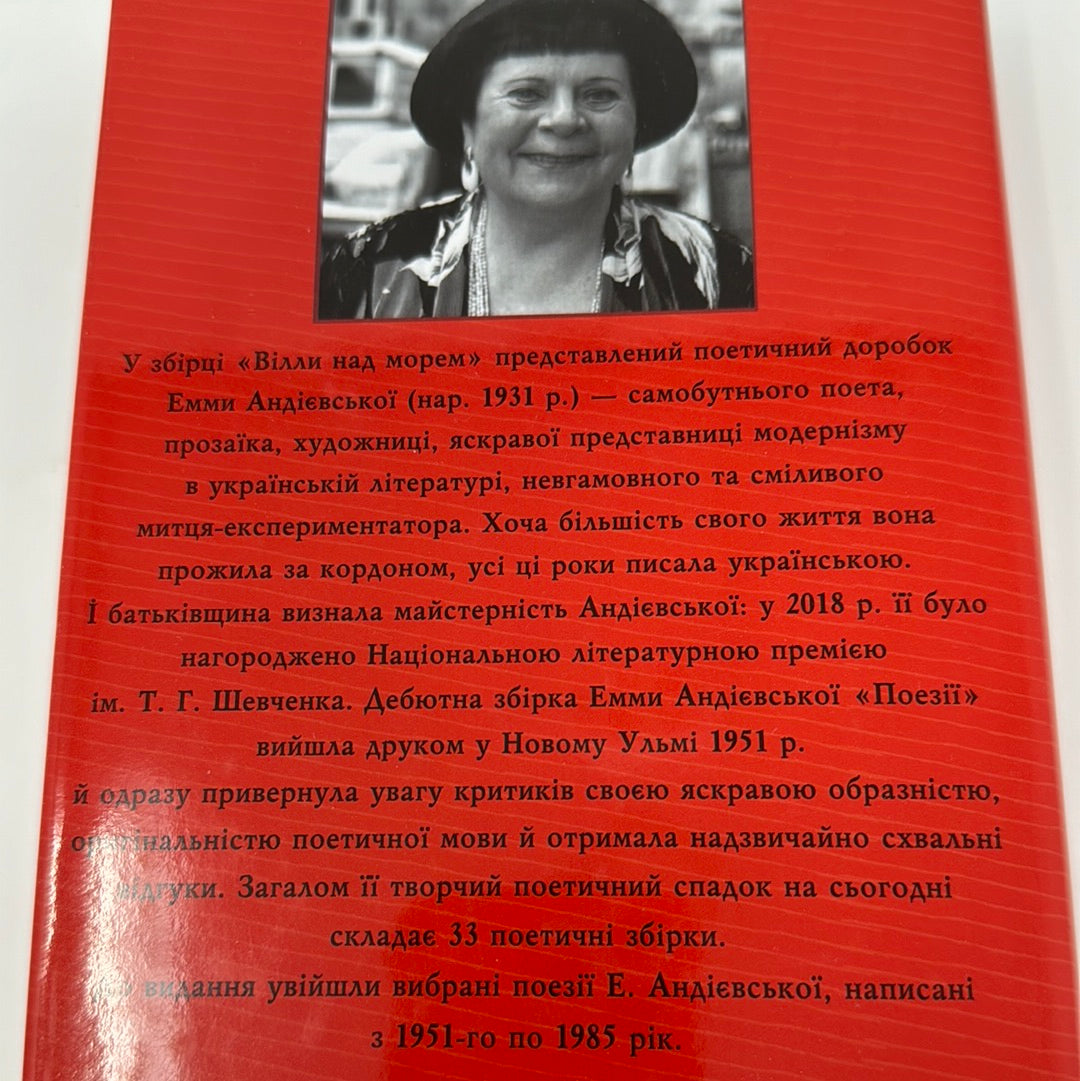 У збірці «Вілли над морем» представлений поетичний доробок
Емми Андієвської (нар. 1931 р.) — самобутнього поета,
прозаїка, художниці, яскравої представниці модернізму
в українській літературі, невгамовного та сміливого
митця-експериментатора. Хоча більшість свого життя вона
прожила за кордоном, усі ці роки писала українською.
І батьківщина визнала майстерність Андієвської: у 2018 р. її було
нагороджено Національною літературною премією
ім. Т. Г. Шевченка. Дебютна збірка Емми Андієвської «Поезії»
вийшла друком у Новому Ульмі 1951 р.
й одразу привернула увагу критиків своєю яскравою образністю,
оригінальністю поетичної мови й отримала надзвичайно схвальні
відгуки. Загалом її творчий поетичний спадок на сьогодні
складає 33 поетичні збірки.
видання увійшли вибрані поезії Е. Андієвської, написані
з 1951-го по 1985 рік.